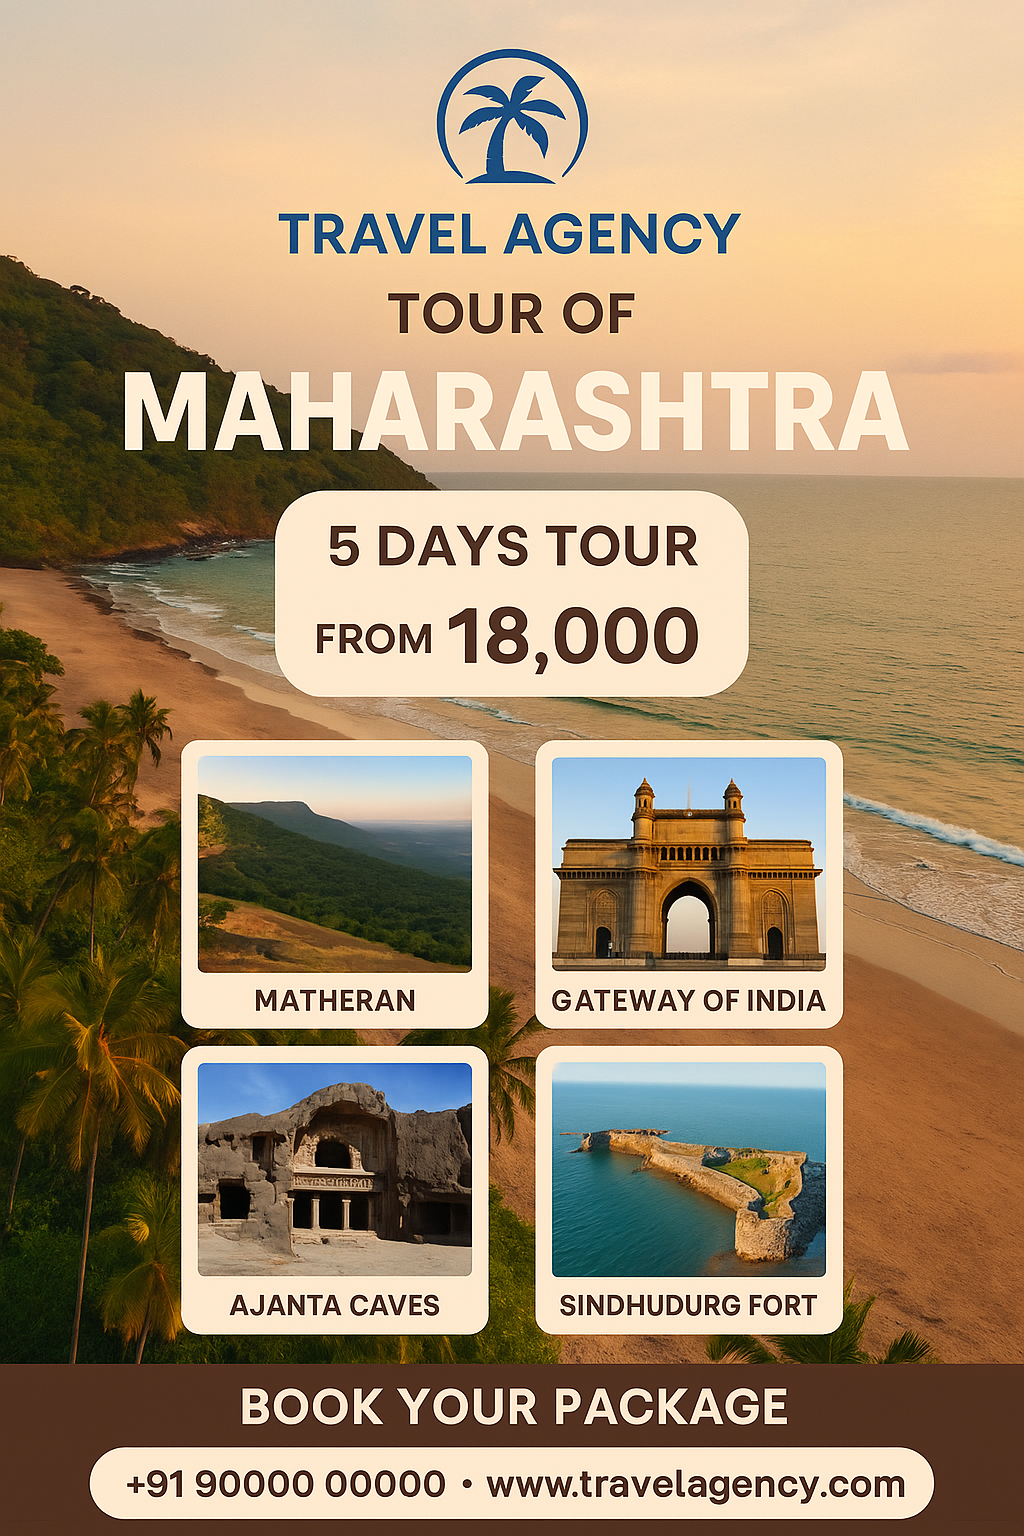 TRAVEL AGENCY
TOUR OF
MAHARASHTRA
5 DAYS TOUR
FROM 18,000
MATHERAN
GATEWAY OF INDIA
AJANTA CAVES
SINDHUDURG FORT
BOOK YOUR PACKAGE
+91 90000 00000 • www.travelagency.com